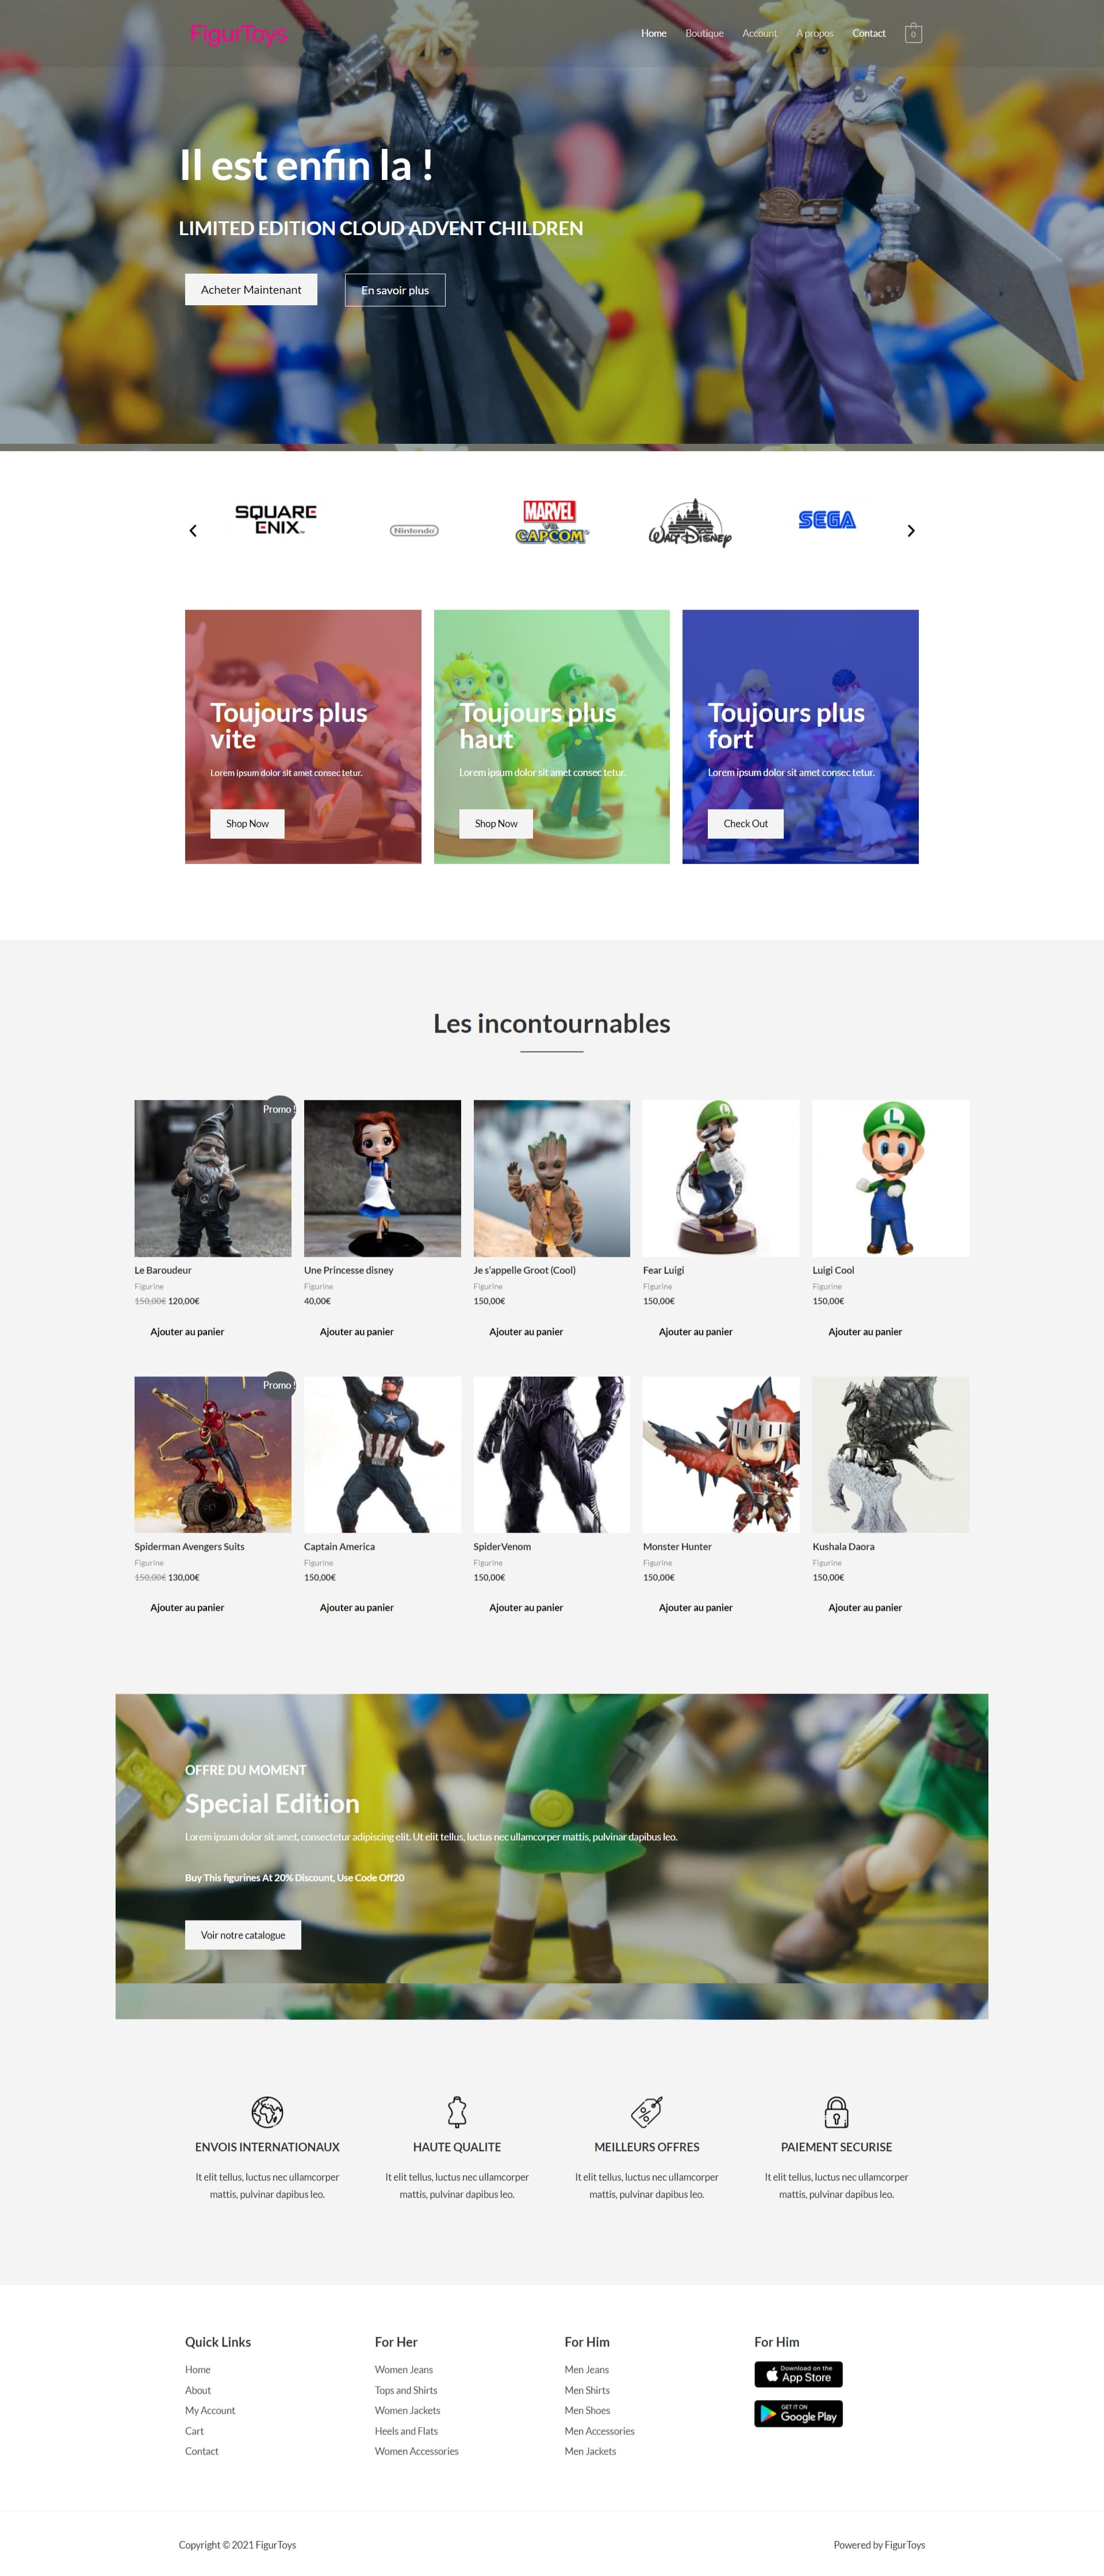 FigurToys
Home Boutique Account A propos Contact 0
Il est enfin la !
LIMITED EDITION CLOUD ADVENT CHILDREN
Acheter Maintenant En savoir plus
SQUARE
ENIX
Nintendo
MARVEL
VS
CAPCOM
WALT DISNEY
SEGA
Toujours plus
vite
Lorem ipsum dolor sit amet consec tetur.
Shop Now
Toujours plus
haut
Lorem ipsum dolor sit amet consec tetur.
Shop Now
Toujours plus
fort
Lorem ipsum dolor sit amet consec tetur.
Check Out
Les incontournables
Promo !
Le Baroudeur
Figurine
150,00€ 120,00€
Ajouter au panier
Une Princesse disney
Figurine
40,00€
Ajouter au panier
Je s'appelle Groot (Cool)
Figurine
150,00€
Ajouter au panier
L
Fear Luigi
Figurine
150,00€
Ajouter au panier
L
Luigi Cool
Figurine
150,00€
Ajouter au panier
Promo !
Spiderman Avengers Suits
Figurine
150,00€ 130,00€
Ajouter au panier
Captain America
Figurine
150,00€
Ajouter au panier
SpiderVenom
Figurine
150,00€
Ajouter au panier
Monster Hunter
Figurine
150,00€
Ajouter au panier
Kushala Daora
Figurine
150,00€
Ajouter au panier
OFFRE DU MOMENT
Special Edition
Lorem ipsum dolor sit amet, consectetur adipiscing elit. Ut elit tellus, luctus nec ullamcorper mattis, pulvinar dapibus leo.
Buy This figurines At 20% Discount, Use Code Off20
Voir notre catalogue
ENVOIS INTERNATIONAUX
It elit tellus, luctus nec ullamcorper
mattis, pulvinar dapibus leo.
HAUTE QUALITE
It elit tellus, luctus nec ullamcorper
mattis, pulvinar dapibus leo.
MEILLEURS OFFRES
It elit tellus, luctus nec ullamcorper
mattis, pulvinar dapibus leo.
PAIEMENT SECURISE
It elit tellus, luctus nec ullamcorper
mattis, pulvinar dapibus leo.
Quick Links
Home
About
My Account
Cart
Contact
For Her
Women Jeans
Tops and Shirts
Women Jackets
Heels and Flats
Women Accessories
For Him
Men Jeans
Men Shirts
Men Shoes
Men Accessories
Men Jackets
For Him
Download on the
App Store
GET IT ON
Google Play
Copyright © 2021 FigurToys
Powered by FigurToys